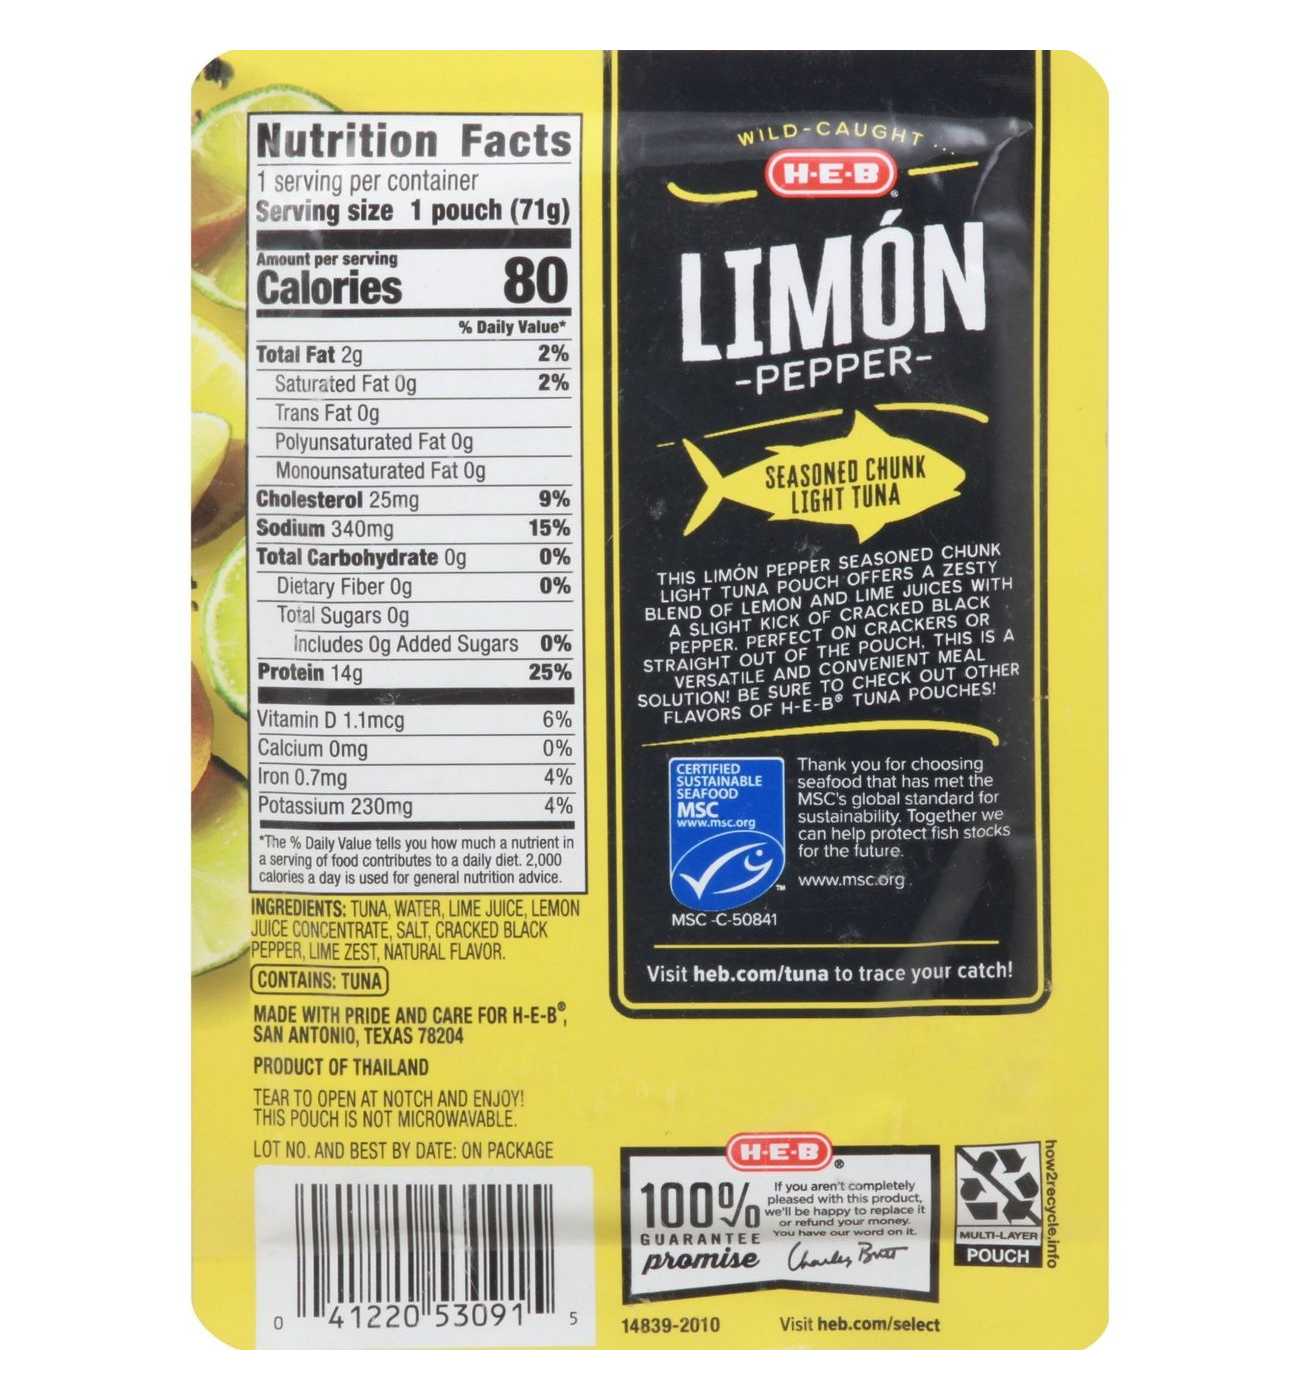 Nutrition Facts
1 serving per container
Serving size 1 pouch (71g)
Amount per serving
Calories 80
% Daily Value*
Total Fat 2g 2%
Saturated Fat 0g 2%
Trans Fat 0g
Polyunsaturated Fat 0g
Monounsaturated Fat 0g
Cholesterol 25mg 9%
Sodium 340mg 15%
Total Carbohydrate 0g 0%
Dietary Fiber 0g 0%
Total Sugars 0g
Includes 0g Added Sugars 0%
Protein 14g 25%
Vitamin D 1.1mcg 6%
Calcium 0mg 0%
Iron 0.7mg 4%
Potassium 230mg 4%
*The % Daily Value tells you how much a nutrient in
a serving of food contributes to a daily diet. 2,000
calories a day is used for general nutrition advice.
INGREDIENTS: TUNA, WATER, LIME JUICE, LEMON
JUICE CONCENTRATE, SALT, CRACKED BLACK
PEPPER, LIME ZEST, NATURAL FLAVOR.
CONTAINS: TUNA
MADE WITH PRIDE AND CARE FOR H-E-B®,
SAN ANTONIO, TEXAS 78204
PRODUCT OF THAILAND
TEAR TO OPEN AT NOTCH AND ENJOY!
THIS POUCH IS NOT MICROWAVABLE.
LOT NO. AND BEST BY DATE: ON PACKAGE
0 41220 53091 5
WILD-CAUGHT ...
H-E-B®
LIMÓN
-PEPPER-
SEASONED CHUNK
LIGHT TUNA
THIS LIMÓN PEPPER SEASONED CHUNK
LIGHT TUNA POUCH OFFERS A ZESTY
BLEND OF LEMON AND LIME JUICES WITH
A SLIGHT KICK OF CRACKED BLACK
PEPPER. PERFECT ON CRACKERS OR
STRAIGHT OUT OF THE POUCH, THIS IS A
VERSATILE AND CONVENIENT MEAL
SOLUTION! BE SURE TO CHECK OUT OTHER
FLAVORS OF H-E-B® TUNA POUCHES!
CERTIFIED
SUSTAINABLE
SEAFOOD
MSC
www.msc.org
™
MSC -C-50841
Thank you for choosing
seafood that has met the
MSC's global standard for
sustainability. Together we
can help protect fish stocks
for the future.
www.msc.org.
Visit heb.com/tuna to trace your catch!
H-E-B®
100%
GUARANTEE
promise
If you aren't completely
pleased with this product,
we'll be happy to replace it
or refund your money.
You have our word on it.
Charles Butt
MULTI-LAYER
POUCH
how2recycle.info
14839-2010
Visit heb.com/select